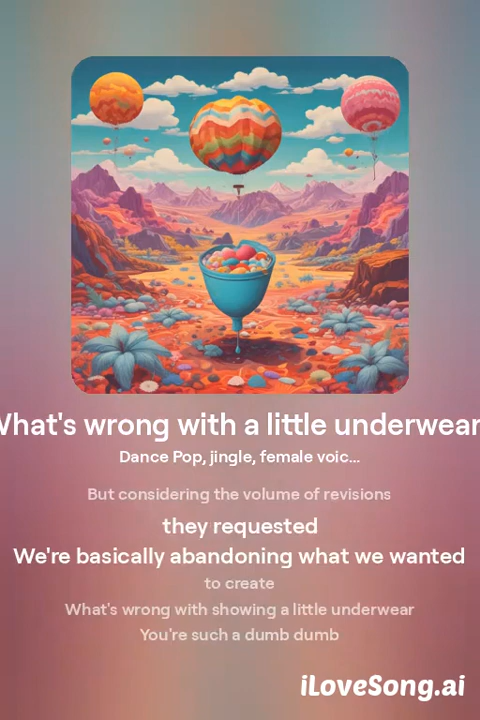 What's wrong with a little underwear
Dance Pop, jingle, female voic...
But considering the volume of revisions
they requested
We're basically abandoning what we wanted
to create
What's wrong with showing a little underwear
You're such a dumb dumb
iLoveSong.ai